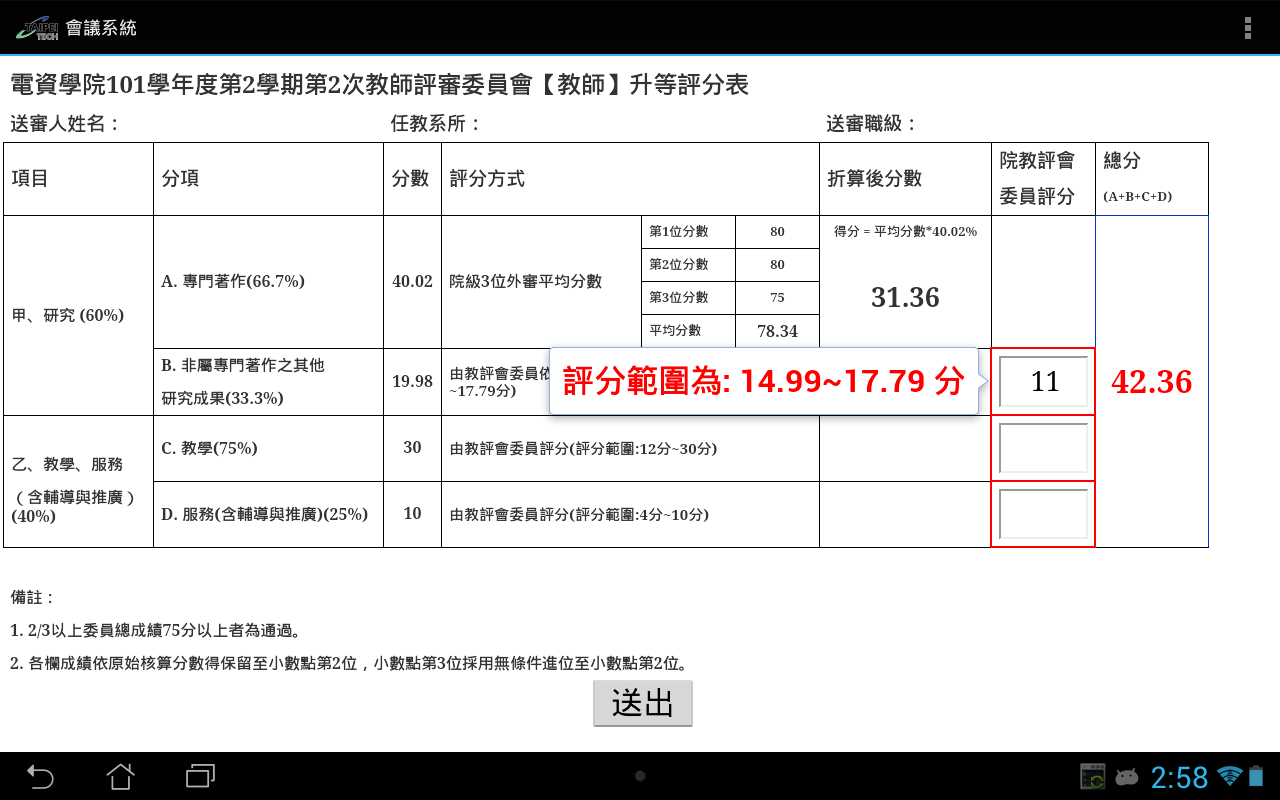 TAIPEI
TECH
會議系統
電資學院101學年度第2學期第2次教師評審委員會【教師】升等評分表
送審人姓名： 任教系所： 送審職級：
項目 分項 分數 評分方式 折算後分數 院教評會
委員評分 總分
(A+B+C+D)
甲、研究 (60%)
A. 專門著作(66.7%) 40.02 院級3位外審平均分數
第1位分數 80
第2位分數 80
第3位分數 75
平均分數 78.34
得分 = 平均分數*40.02%
31.36
B. 非屬專門著作之其他
研究成果(33.3%)
19.98
由教評會委員
~17.79分)
評分範圍為: 14.99~17.79 分
11
42.36
乙、教學、服務
（含輔導與推廣）
(40%)
C. 教學(75%) 30 由教評會委員評分(評分範圍:12分~30分)
D. 服務(含輔導與推廣)(25%) 10 由教評會委員評分(評分範圍:4分~10分)
備註：
1. 2/3以上委員總成績75分以上者為通過。
2. 各欄成績依原始核算分數得保留至小數點第2位，小數點第3位採用無條件進位至小數點第2位。
送出
2:58